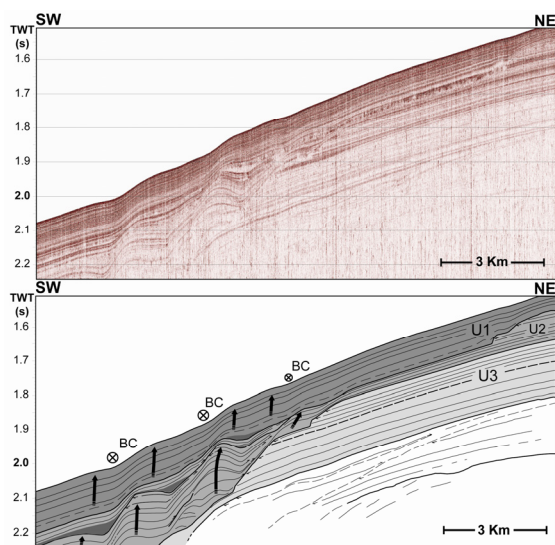 SW NE
TWT
(s)
1.6
1.7
1.8
1.9
2.0
2.1
2.2
3 Km
SW NE
TWT
(s)
1.6
1.7
1.8
1.9
2.0
2.1
2.2
U1
U2
U3
BC
BC
BC
3 Km